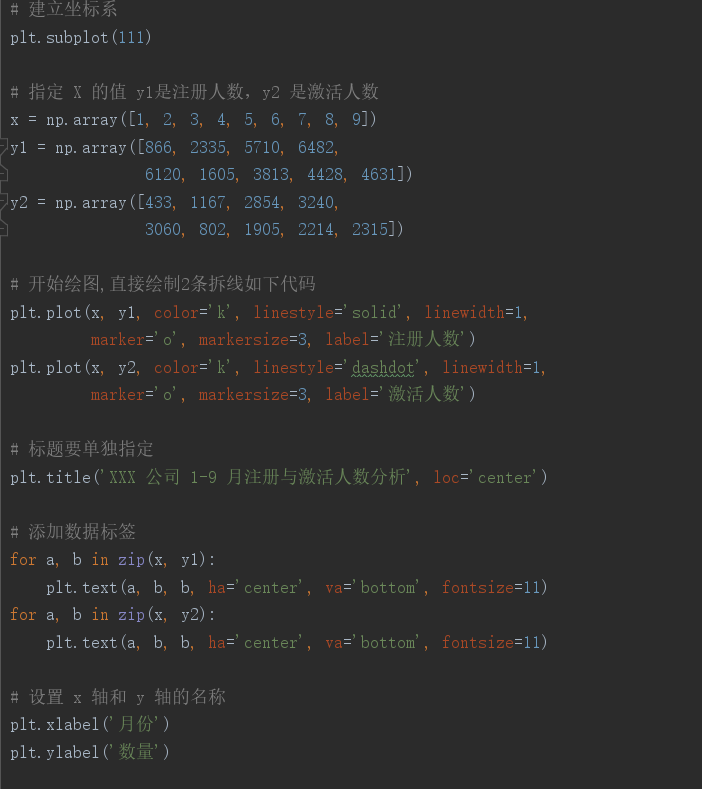 # 建立坐标系
plt.subplot(111)
# 指定 X 的值 y1是注册人数，y2 是激活人数
x = np.array([1, 2, 3, 4, 5, 6, 7, 8, 9])
y1 = np.array([866, 2335, 5710, 6482,
6120, 1605, 3813, 4428, 4631])
y2 = np.array([433, 1167, 2854, 3240,
3060, 802, 1905, 2214, 2315])
# 开始绘图,直接绘制2条拆线如下代码
plt.plot(x, y1, color='k', linestyle='solid', linewidth=1,
marker='o', markersize=3, label='注册人数')
plt.plot(x, y2, color='k', linestyle='dashdot', linewidth=1,
marker='o', markersize=3, label='激活人数')
# 标题要单独指定
plt.title('XXX 公司 1-9 月注册与激活人数分析', loc='center')
# 添加数据标签
for a, b in zip(x, y1):
plt.text(a, b, b, ha='center', va='bottom', fontsize=11)
for a, b in zip(x, y2):
plt.text(a, b, b, ha='center', va='bottom', fontsize=11)
# 设置 x 轴和 y 轴的名称
plt.xlabel('月份')
plt.ylabel('数量')